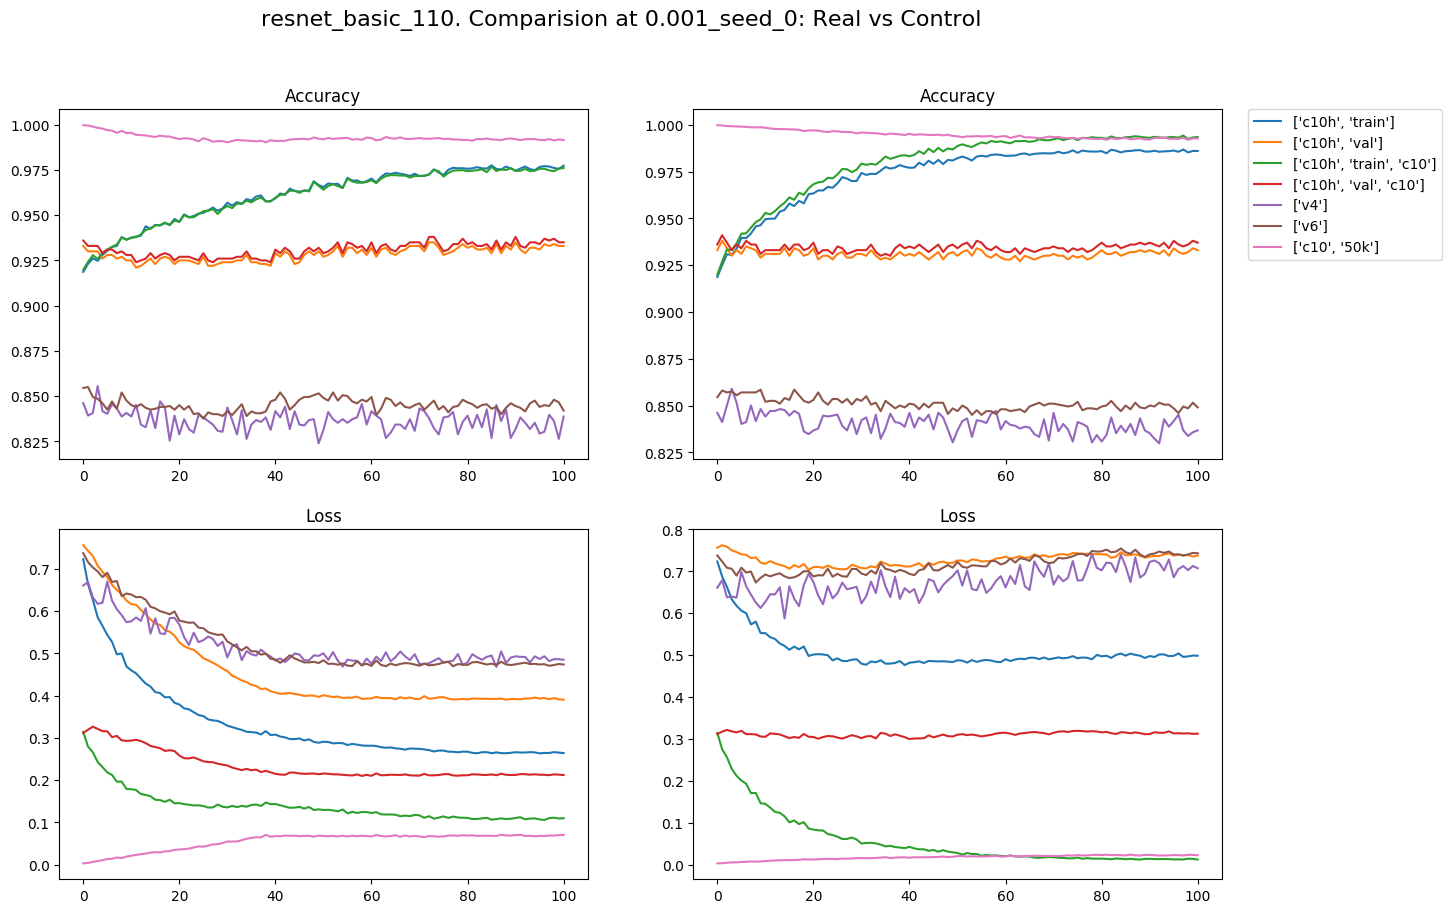 resnet_basic_110. Comparision at 0.001_seed_0: Real vs Control
Accuracy
1.000
0.975
0.950
0.925
0.900
0.875
0.850
0.825
0 20 40 60 80 100
Accuracy
1.000
0.975
0.950
0.925
0.900
0.875
0.850
0.825
0 20 40 60 80 100
['c10h', 'train']
['c10h', 'val']
['c10h', 'train', 'c10']
['c10h', 'val', 'c10']
['v4']
['v6']
['c10', '50k']
Loss
0.7
0.6
0.5
0.4
0.3
0.2
0.1
0.0
0 20 40 60 80 100
Loss
0.8
0.7
0.6
0.5
0.4
0.3
0.2
0.1
0.0
0 20 40 60 80 100